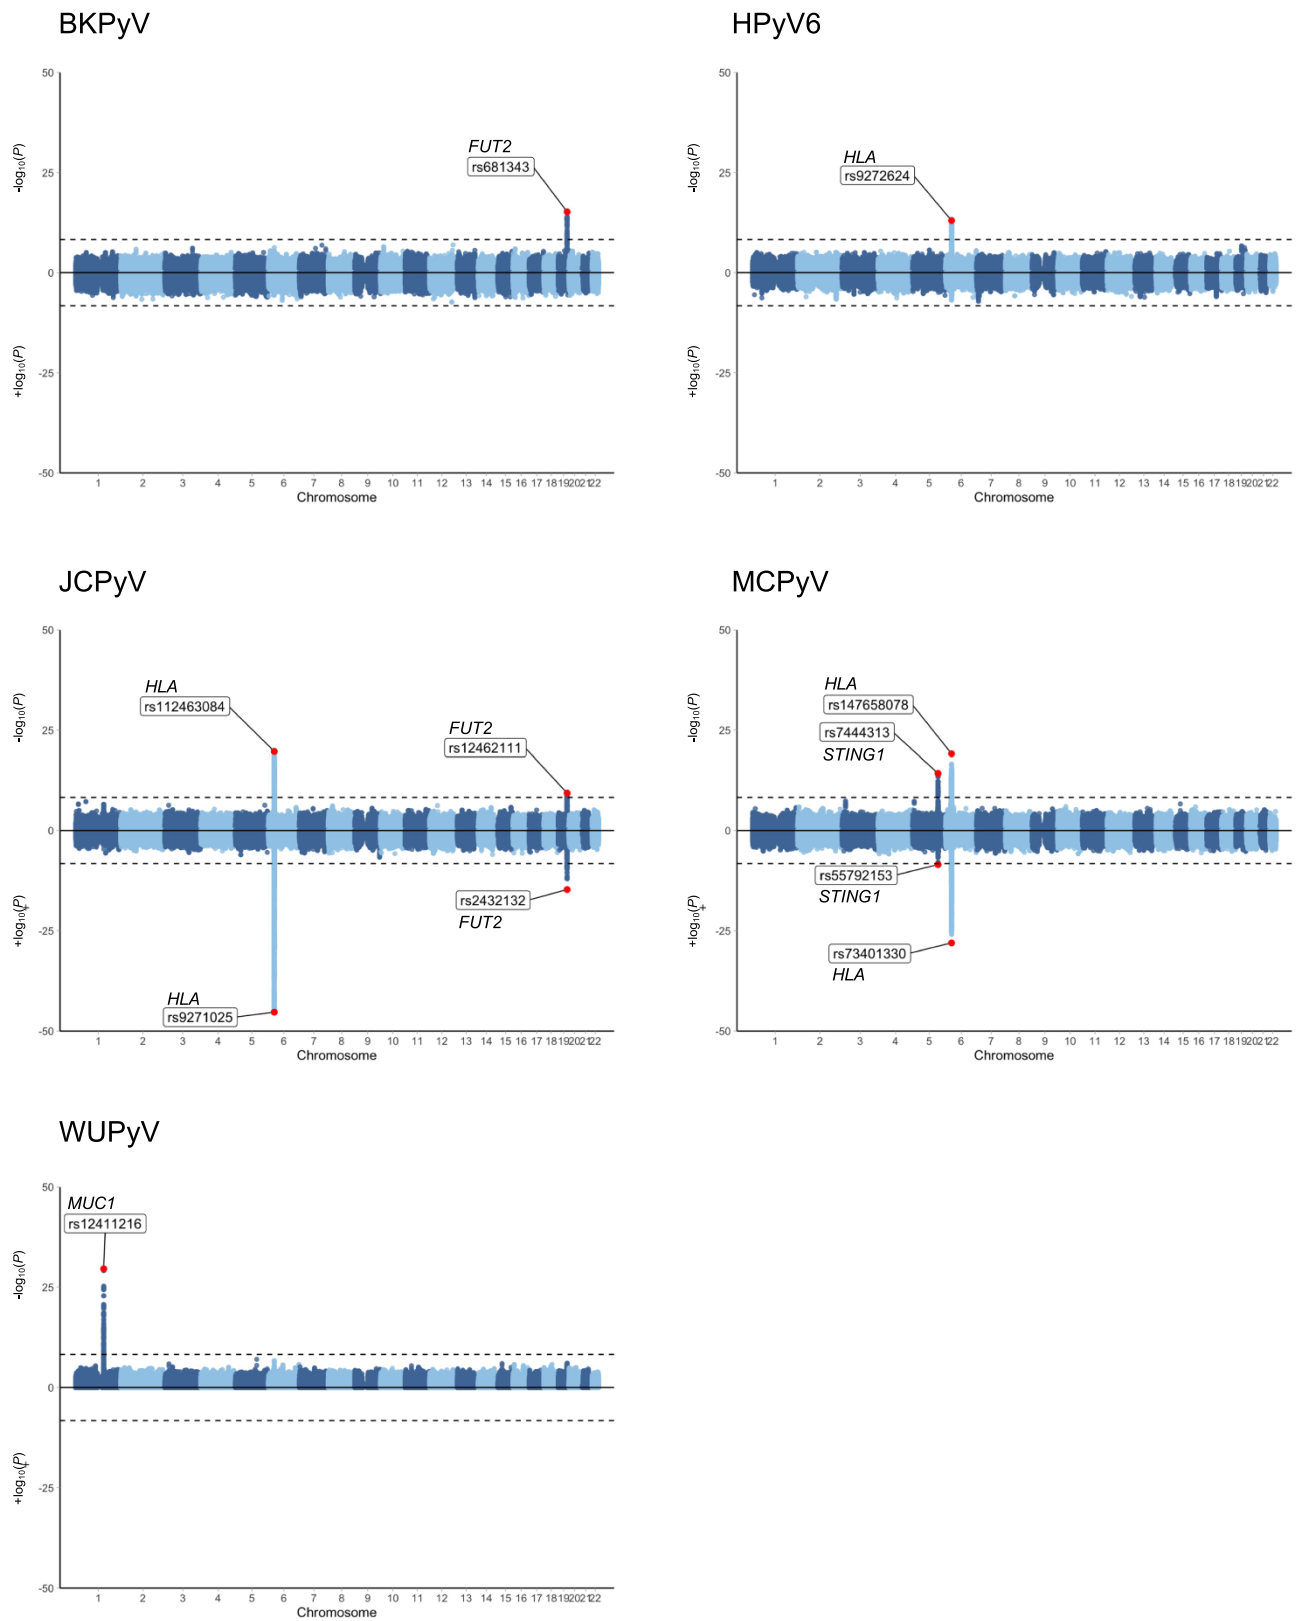 BKPyV
50
FUT2
rs681343
-log10(P)
25
0
+log10(P)
-25
-50
1 2 3 4 5 6 7 8 9 10 11 12 13 14 15 16 17 18 19 20 21 22
Chromosome
HPyV6
50
HLA
rs9272624
-log10(P)
25
0
+log10(P)
-25
-50
1 2 3 4 5 6 7 8 9 10 11 12 13 14 15 16 17 18 19 20 21 22
Chromosome
JCPyV
50
HLA
rs112463084
FUT2
rs12462111
-log10(P)
25
0
rs2432132
FUT2
+log10(P)
-25
HLA
rs9271025
-50
1 2 3 4 5 6 7 8 9 10 11 12 13 14 15 16 17 18 19 20 21 22
Chromosome
MCPyV
50
HLA
rs147658078
rs7444313
STING1
-log10(P)
25
0
rs55792153
STING1
+log10(P)
-25
rs73401330
HLA
-50
1 2 3 4 5 6 7 8 9 10 11 12 13 14 15 16 17 18 19 20 21 22
Chromosome
WUPyV
50
MUC1
rs12411216
-log10(P)
25
0
+log10(P)
-25
-50
1 2 3 4 5 6 7 8 9 10 11 12 13 14 15 16 17 18 19 20 21 22
Chromosome